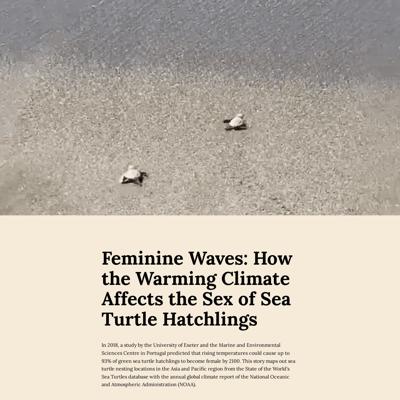 Feminine Waves: How
the Warming Climate
Affects the Sex of Sea
Turtle Hatchlings
In 2018, a study by the University of Exeter and the Marine and Environmental
Sciences Centre in Portugal predicted that rising temperatures could cause up to
93% of green sea turtle hatchlings to become female by 2100. This story maps out sea
turtle nesting locations in the Asia and Pacific region from the State of the World's
Sea Turtles database with the annual global climate report of the National Oceanic
and Atmospheric Administration (NOAA).